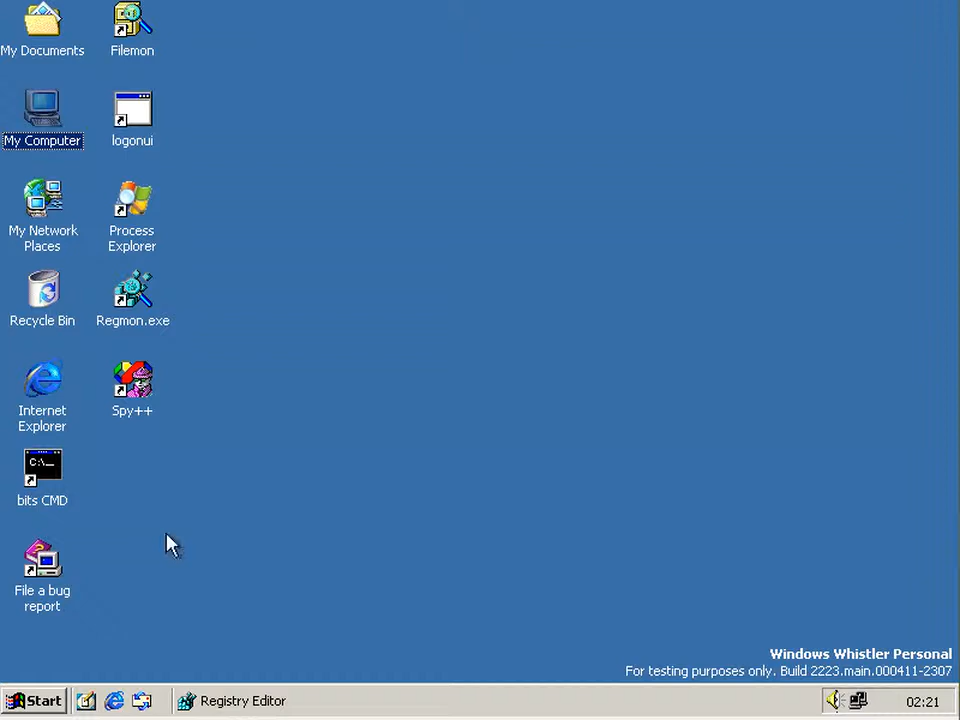 My Documents
Filemon
My Computer
logonui
My Network
Places
Process
Explorer
Recycle Bin
Regmon.exe
Internet
Explorer
Spy++
C:\_
bits CMD
File a bug
report
Windows Whistler Personal
For testing purposes only. Build 2223.main.000411-2307
Start
Registry Editor
02:21